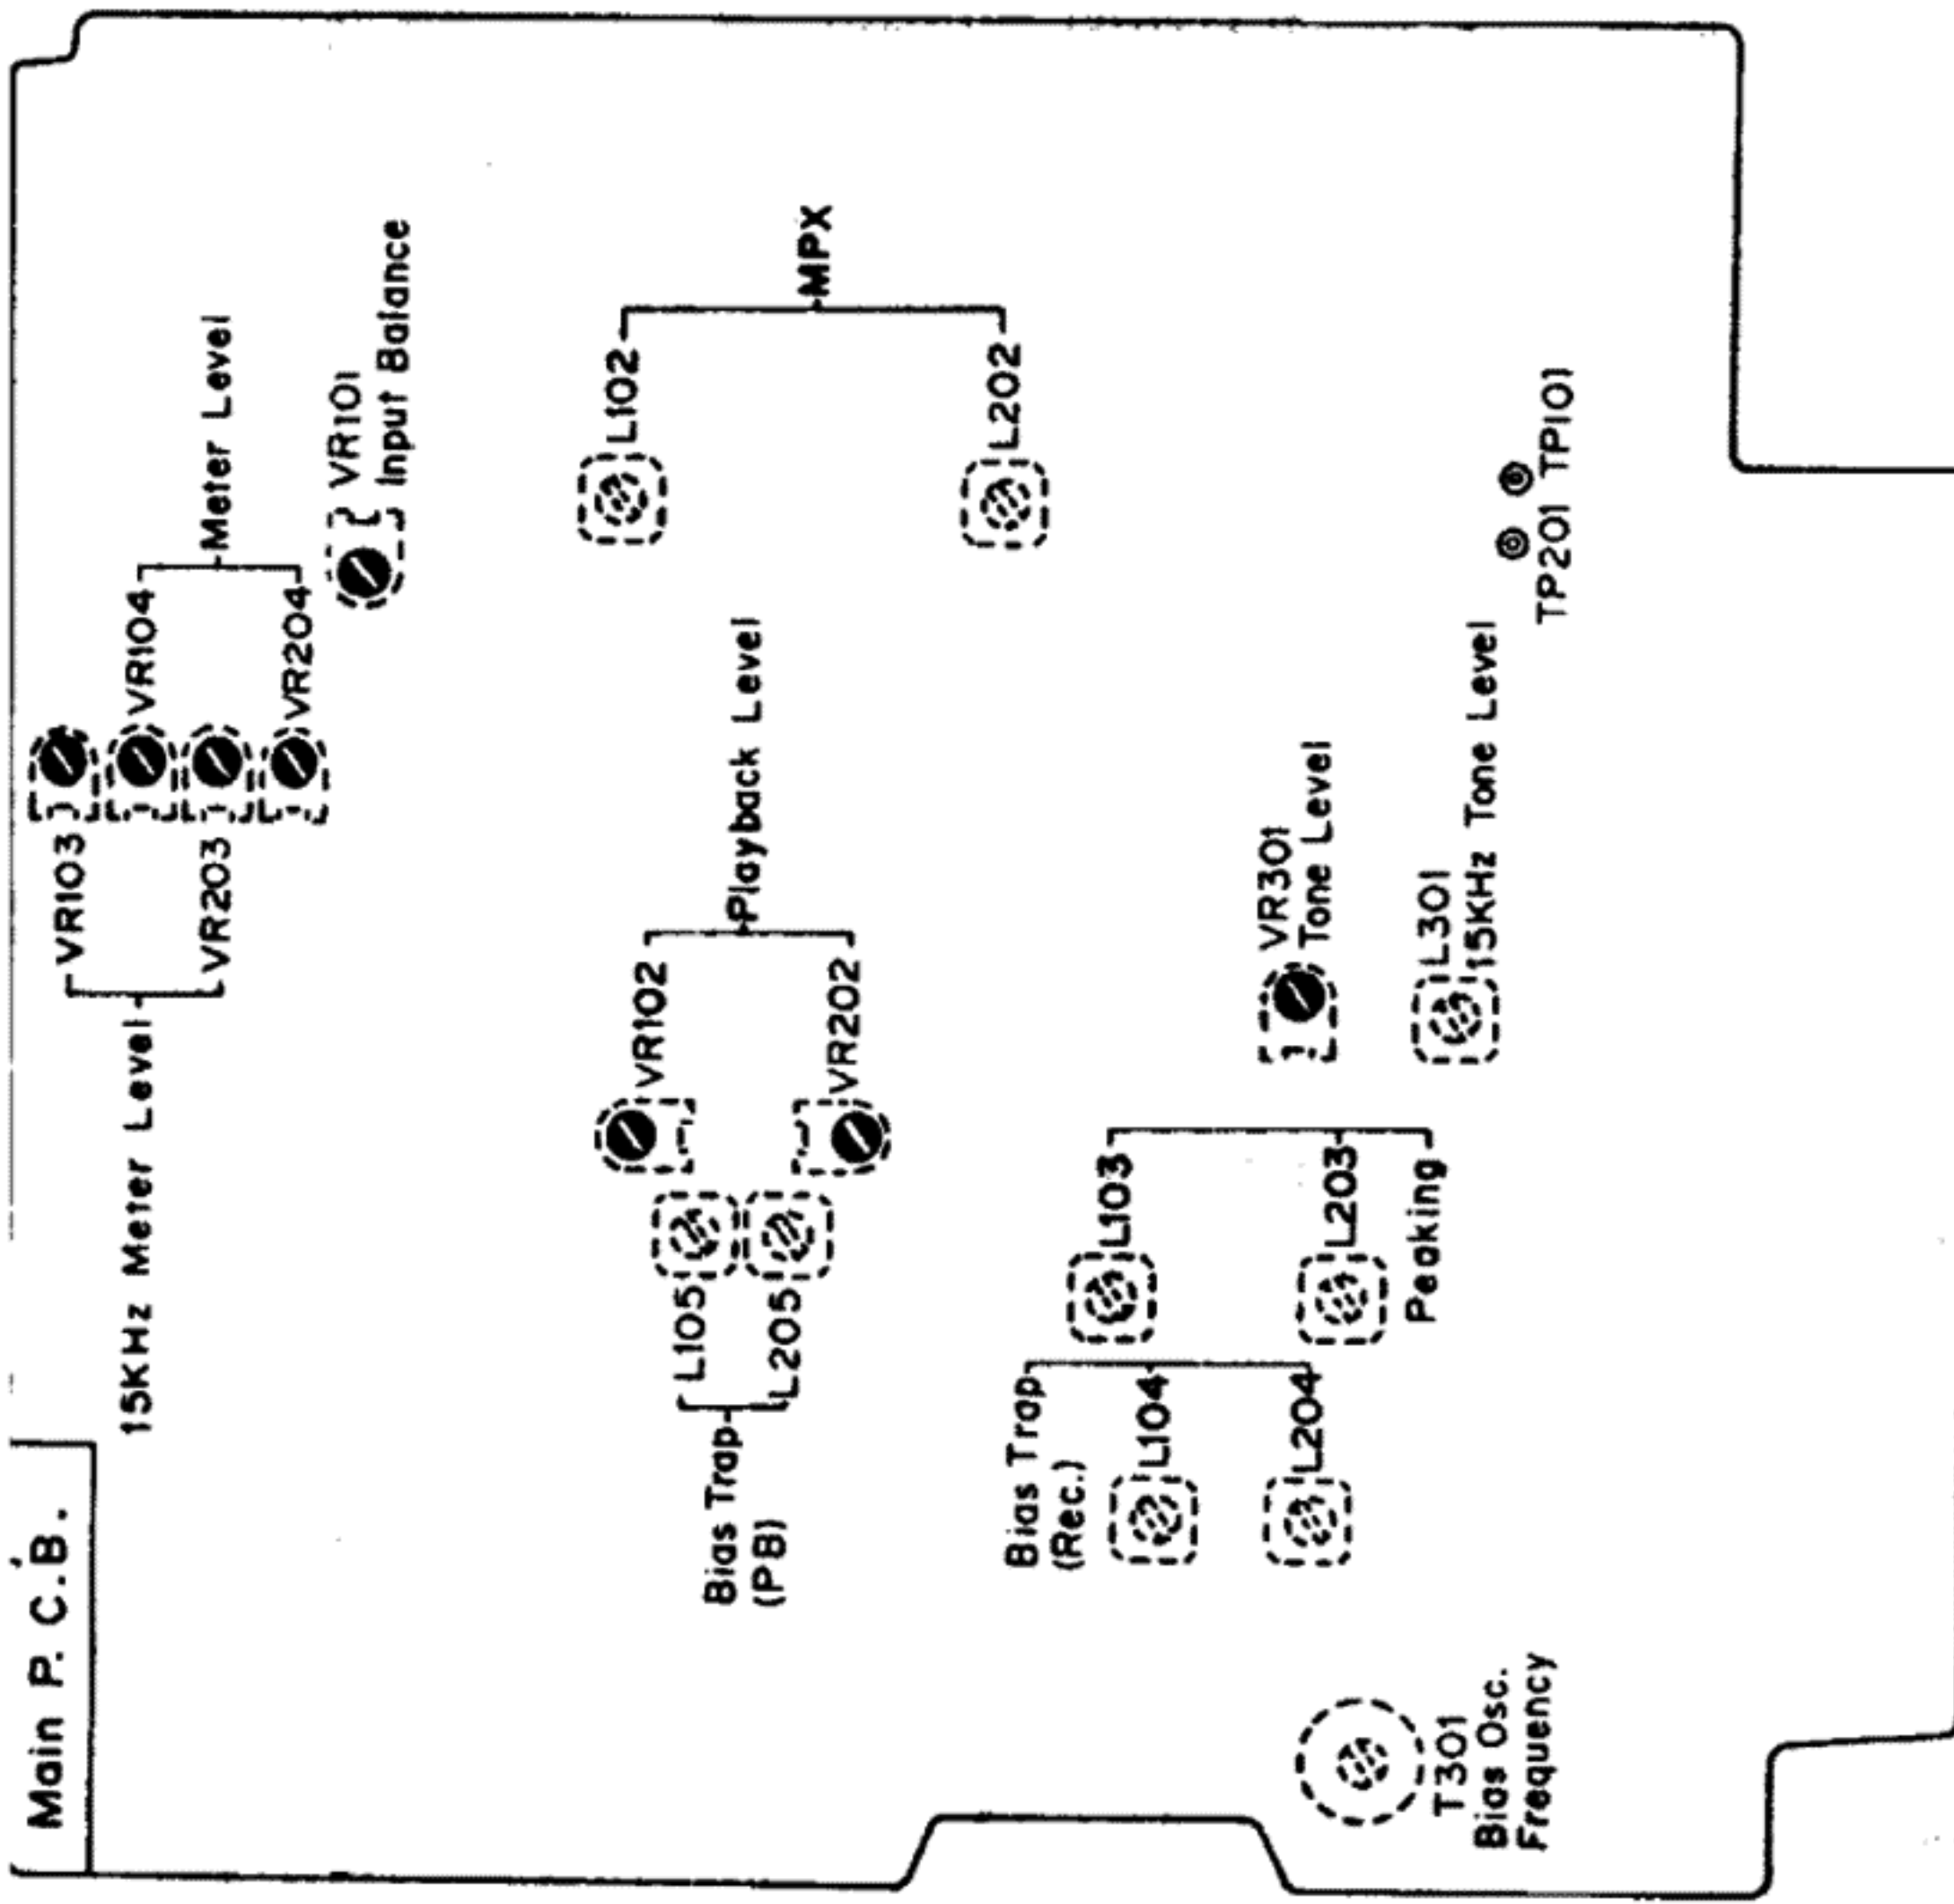 Main P. C. B.
15KHz Meter Level
VR103
VR203
VR104
VR204
Meter Level
VR101
Input Balance
Bias Trap
(PB)
L105
L205
VR102
VR202
Playback Level
L102
L202
MPX
Bias Trap
(Rec.)
L104
L204
L103
L203
Peaking
VR301
Tone Level
L301
15KHz Tone Level
TP201 TP101
T301
Bias Osc.
Frequency